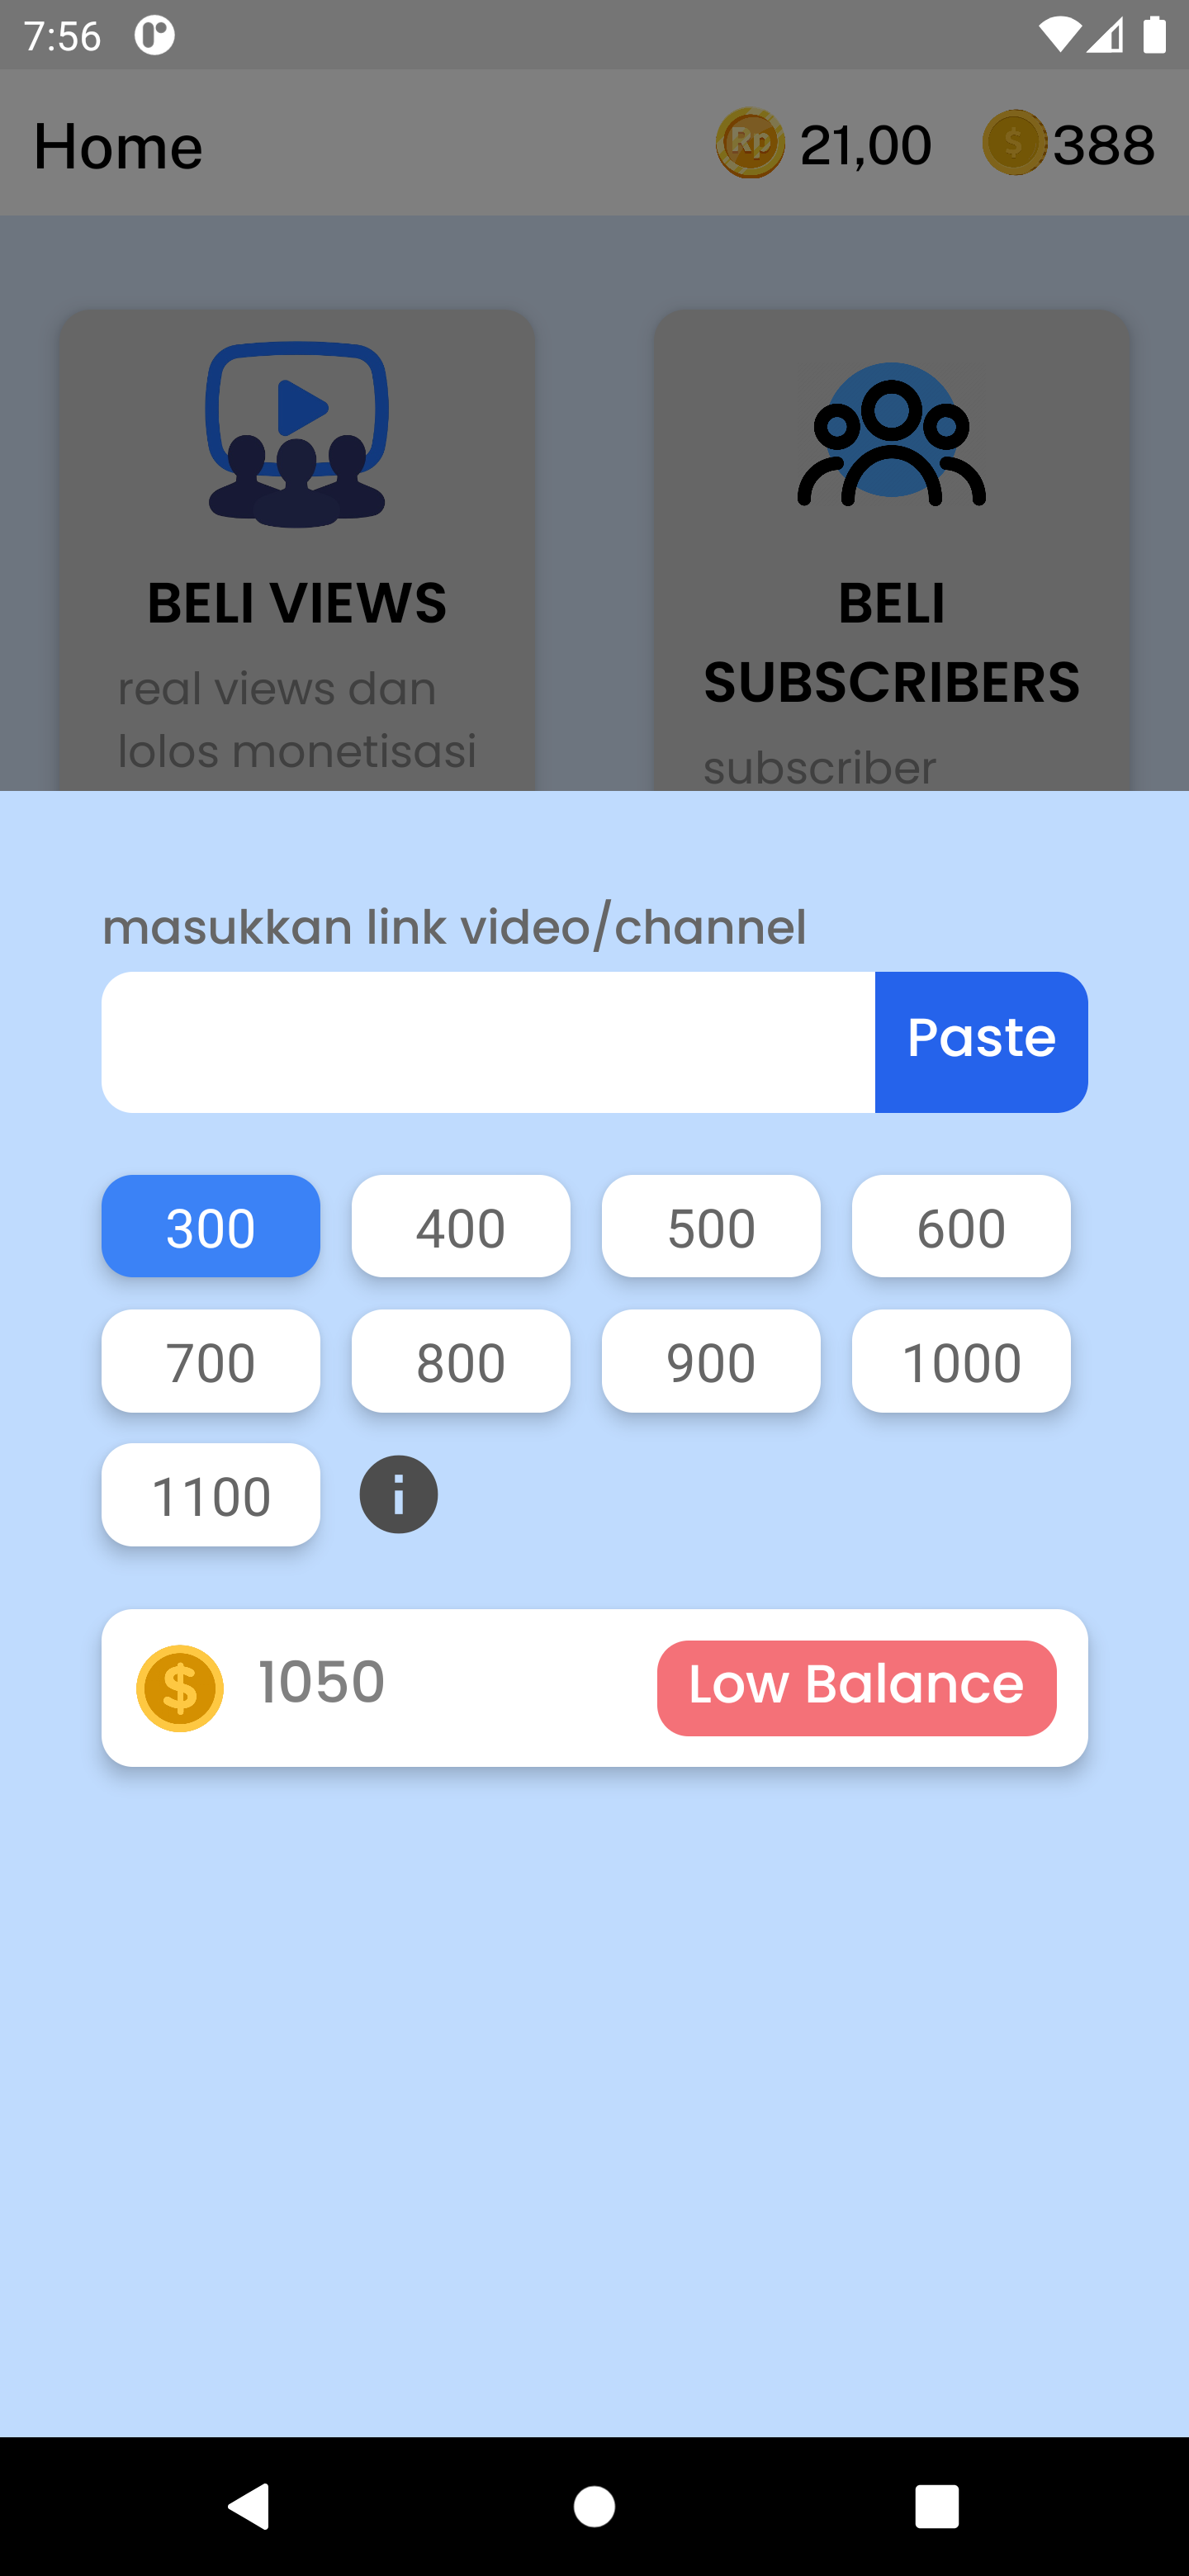 7:56
Home Rp 21,00 $ 388
BELI VIEWS
real views dan
lolos monetisasi
BELI
SUBSCRIBERS
subscriber
masukkan link video/channel
Paste
300 400 500 600
700 800 900 1000
1100 i
$ 1050 Low Balance